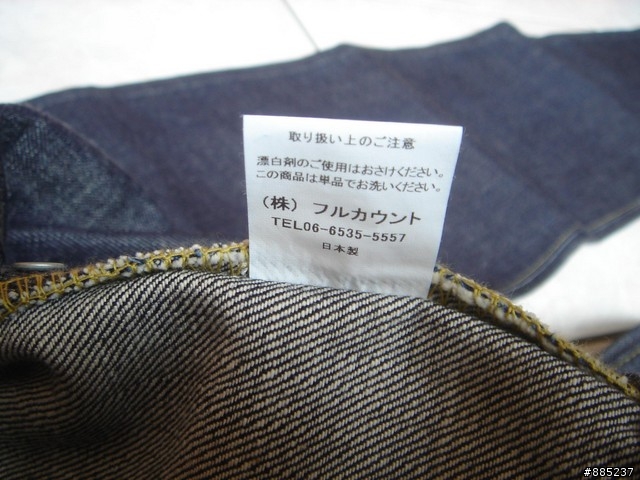 取り扱い上のご注意
漂白剤のご使用はおさけください。
この商品は単品でお洗いください。
（株）フルカウント
TEL06-6535-5557
日本製
#885237